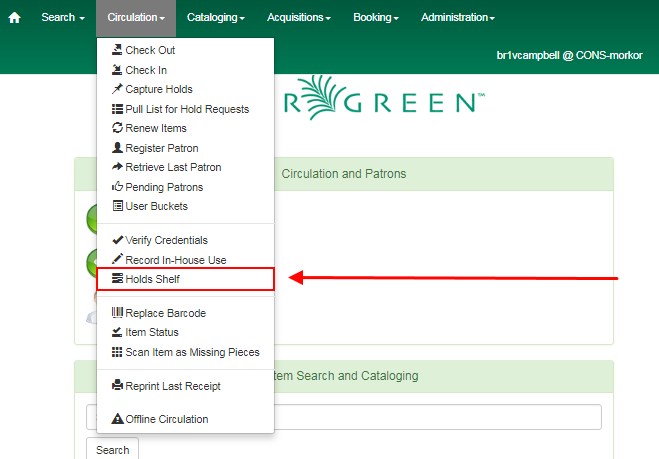 Search Circulation Cataloging Acquisitions Booking Administration
br1vcampbell @ CONS-morkor
Check Out
Check In
Capture Holds
Pull List for Hold Requests
Renew Items
Register Patron
Retrieve Last Patron
Pending Patrons
User Buckets
Verify Credentials
Record In-House Use
Holds Shelf
Replace Barcode
Item Status
Scan Item as Missing Pieces
Reprint Last Receipt
Offline Circulation
RGREEN™
Circulation and Patrons
tem Search and Cataloging
Search